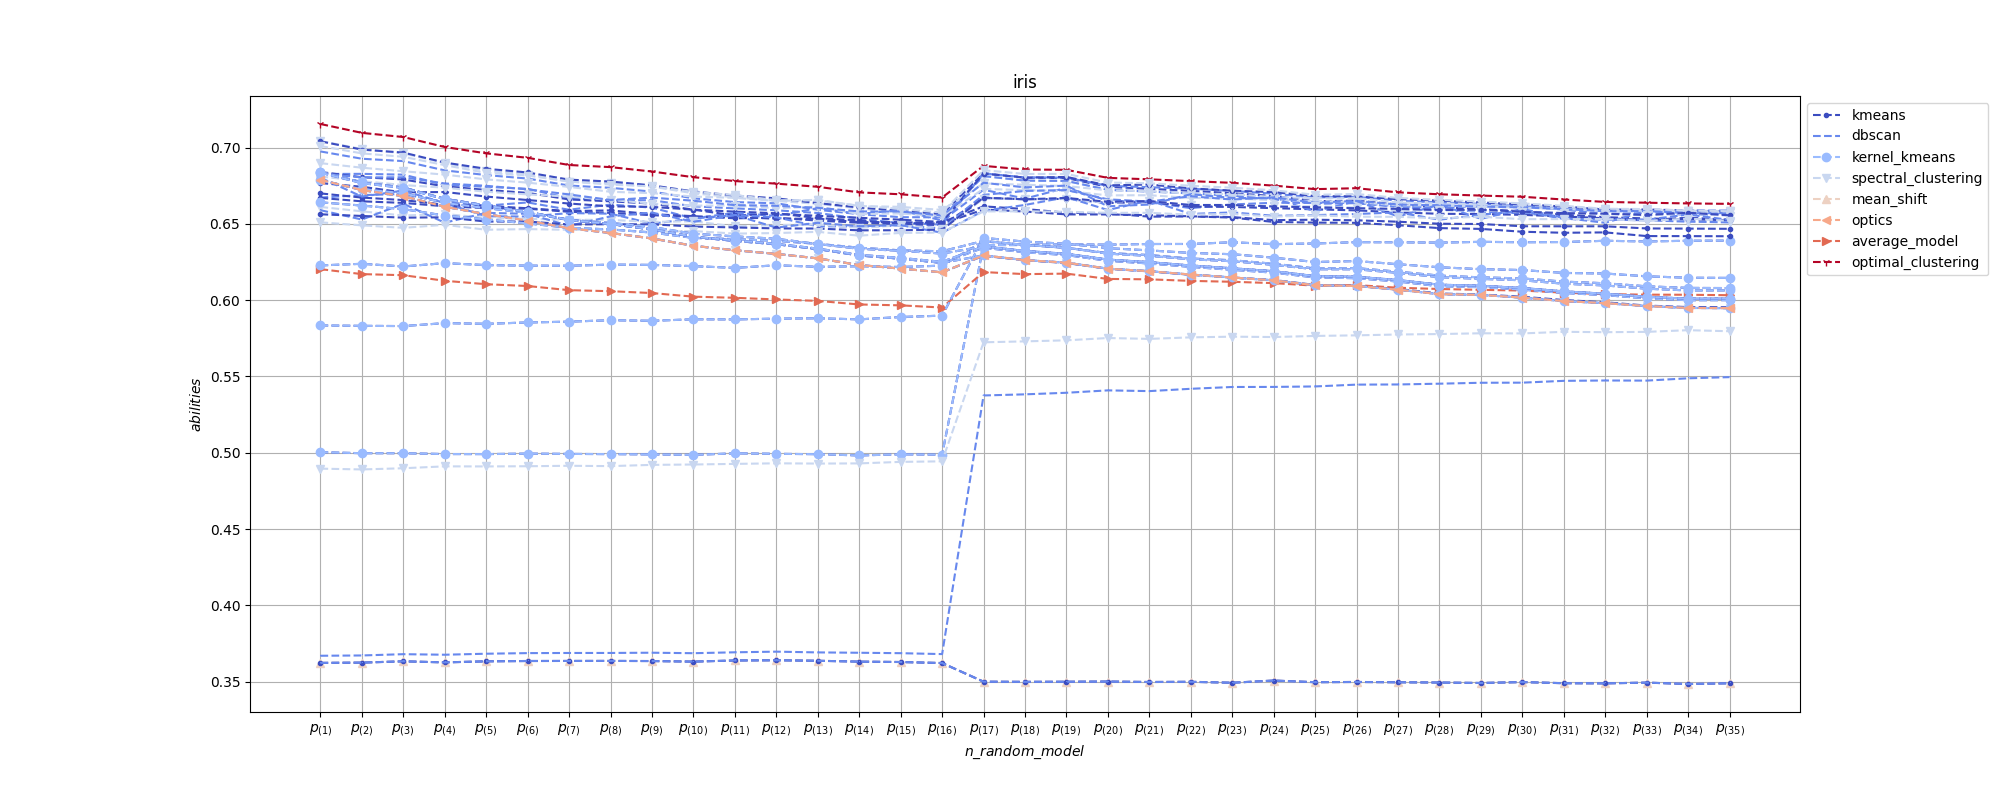 iris
0.70
0.65
0.60
0.55
0.50
0.45
0.40
0.35
abilities
p(1) p(2) p(3) p(4) p(5) p(6) p(7) p(8) p(9) p(10) p(11) p(12) p(13) p(14) p(15) p(16) p(17) p(18) p(19) p(20) p(21) p(22) p(23) p(24) p(25) p(26) p(27) p(28) p(29) p(30) p(31) p(32) p(33) p(34) p(35)
n_random_model
kmeans
dbscan
kernel_kmeans
spectral_clustering
mean_shift
optics
average_model
optimal_clustering